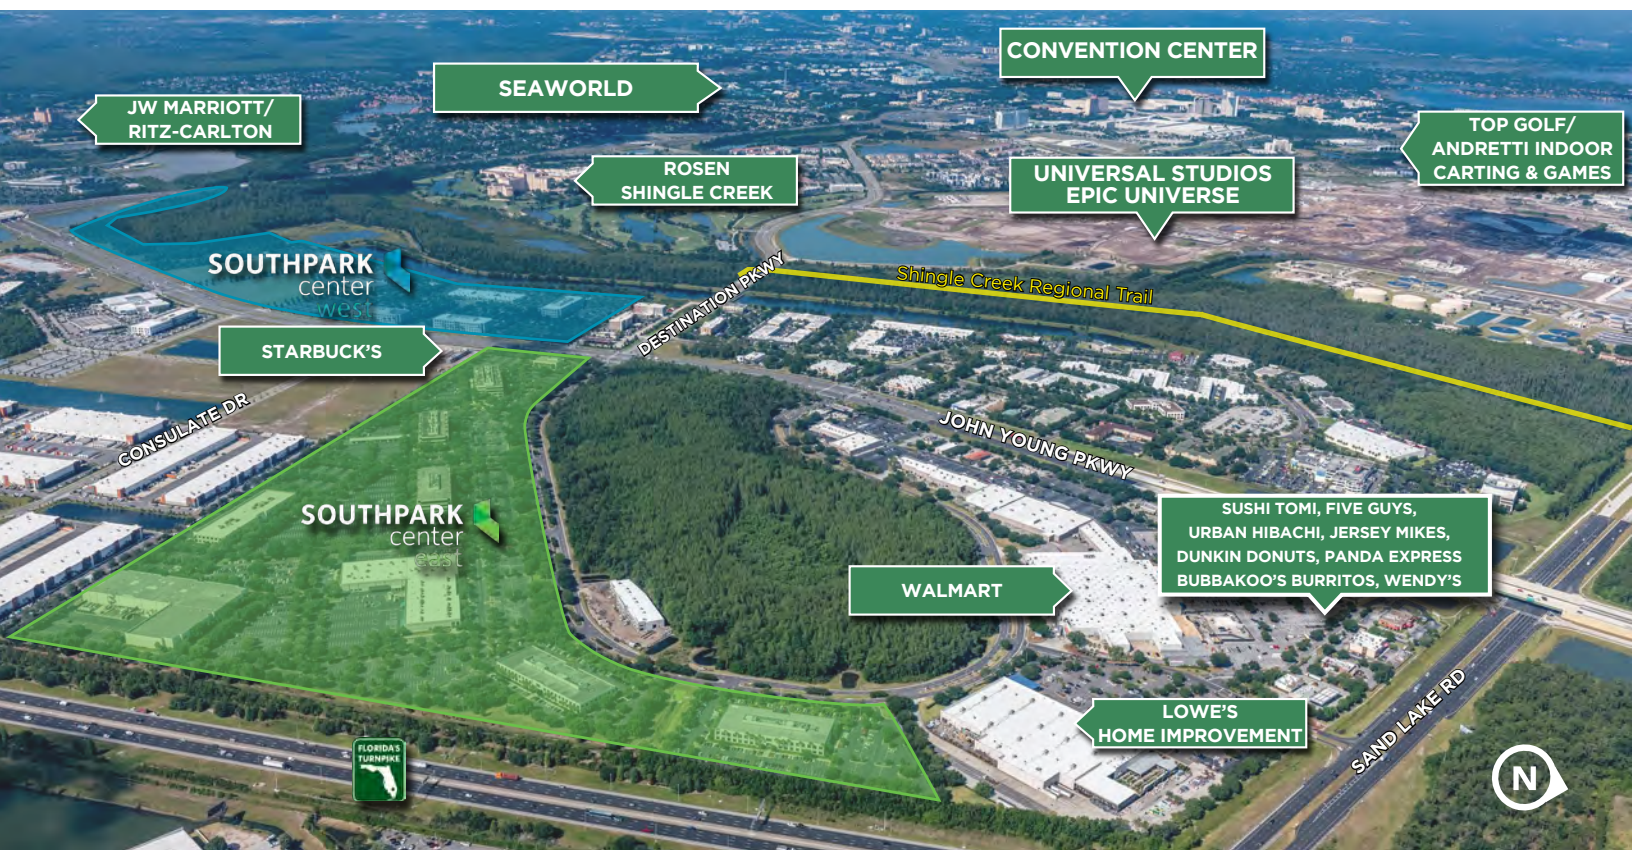 CONVENTION CENTER
SEAWORLD
JW MARRIOTT/
RITZ-CARLTON
TOP GOLF/
ANDRETTI INDOOR
CARTING & GAMES
ROSEN
SHINGLE CREEK
UNIVERSAL STUDIOS
EPIC UNIVERSE
SOUTHPARK
center
west
DESTINATION PKWY
Shingle Creek Regional Trail
STARBUCK'S
CONSULATE DR
JOHN YOUNG PKWY
SOUTHPARK
center
east
SUSHI TOMI, FIVE GUYS,
URBAN HIBACHI, JERSEY MIKES,
DUNKIN DONUTS, PANDA EXPRESS
BUBBAKOO'S BURRITOS, WENDY'S
WALMART
LOWE'S
HOME IMPROVEMENT
SAND LAKE RD
FLORIDA'S
TURNPIKE
N